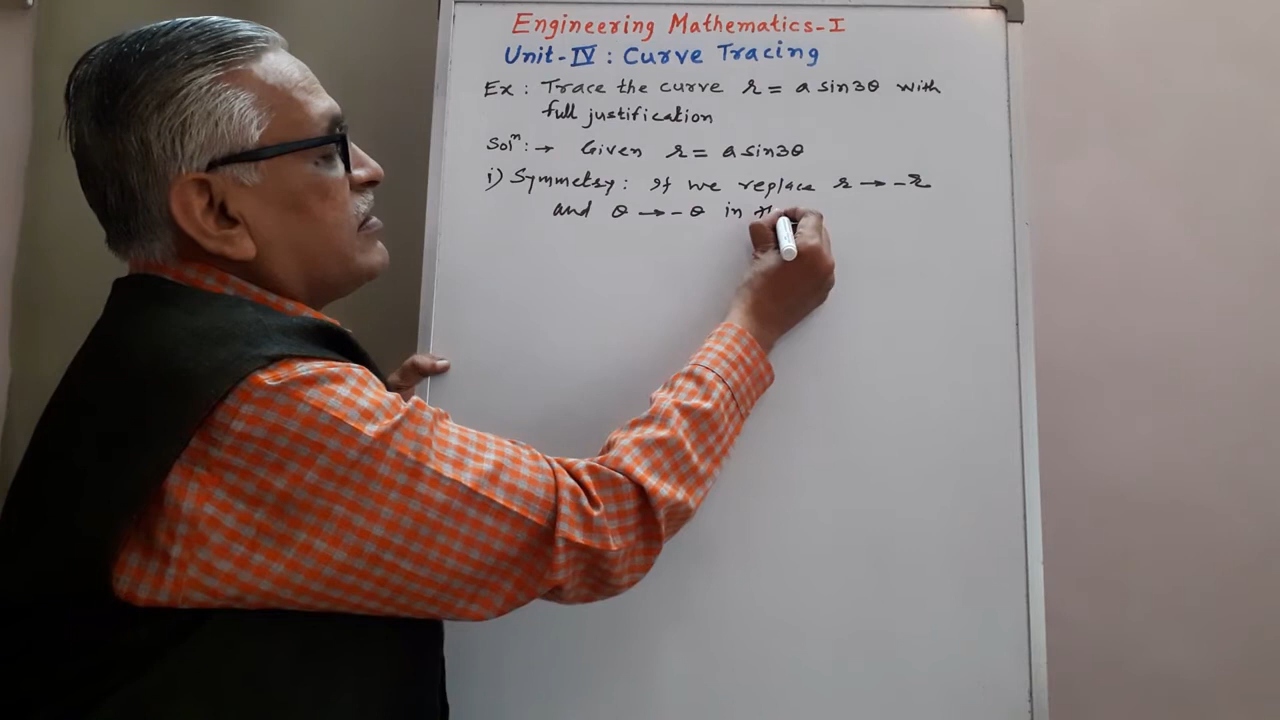 Engineering Mathematics-I
Unit-IV : Curve Tracing
Ex : Trace the curve r = a sin3θ with
full justification
Solⁿ : → Given r = a sin3θ
i) Symmetry : If we replace r → -r
and θ → -θ in